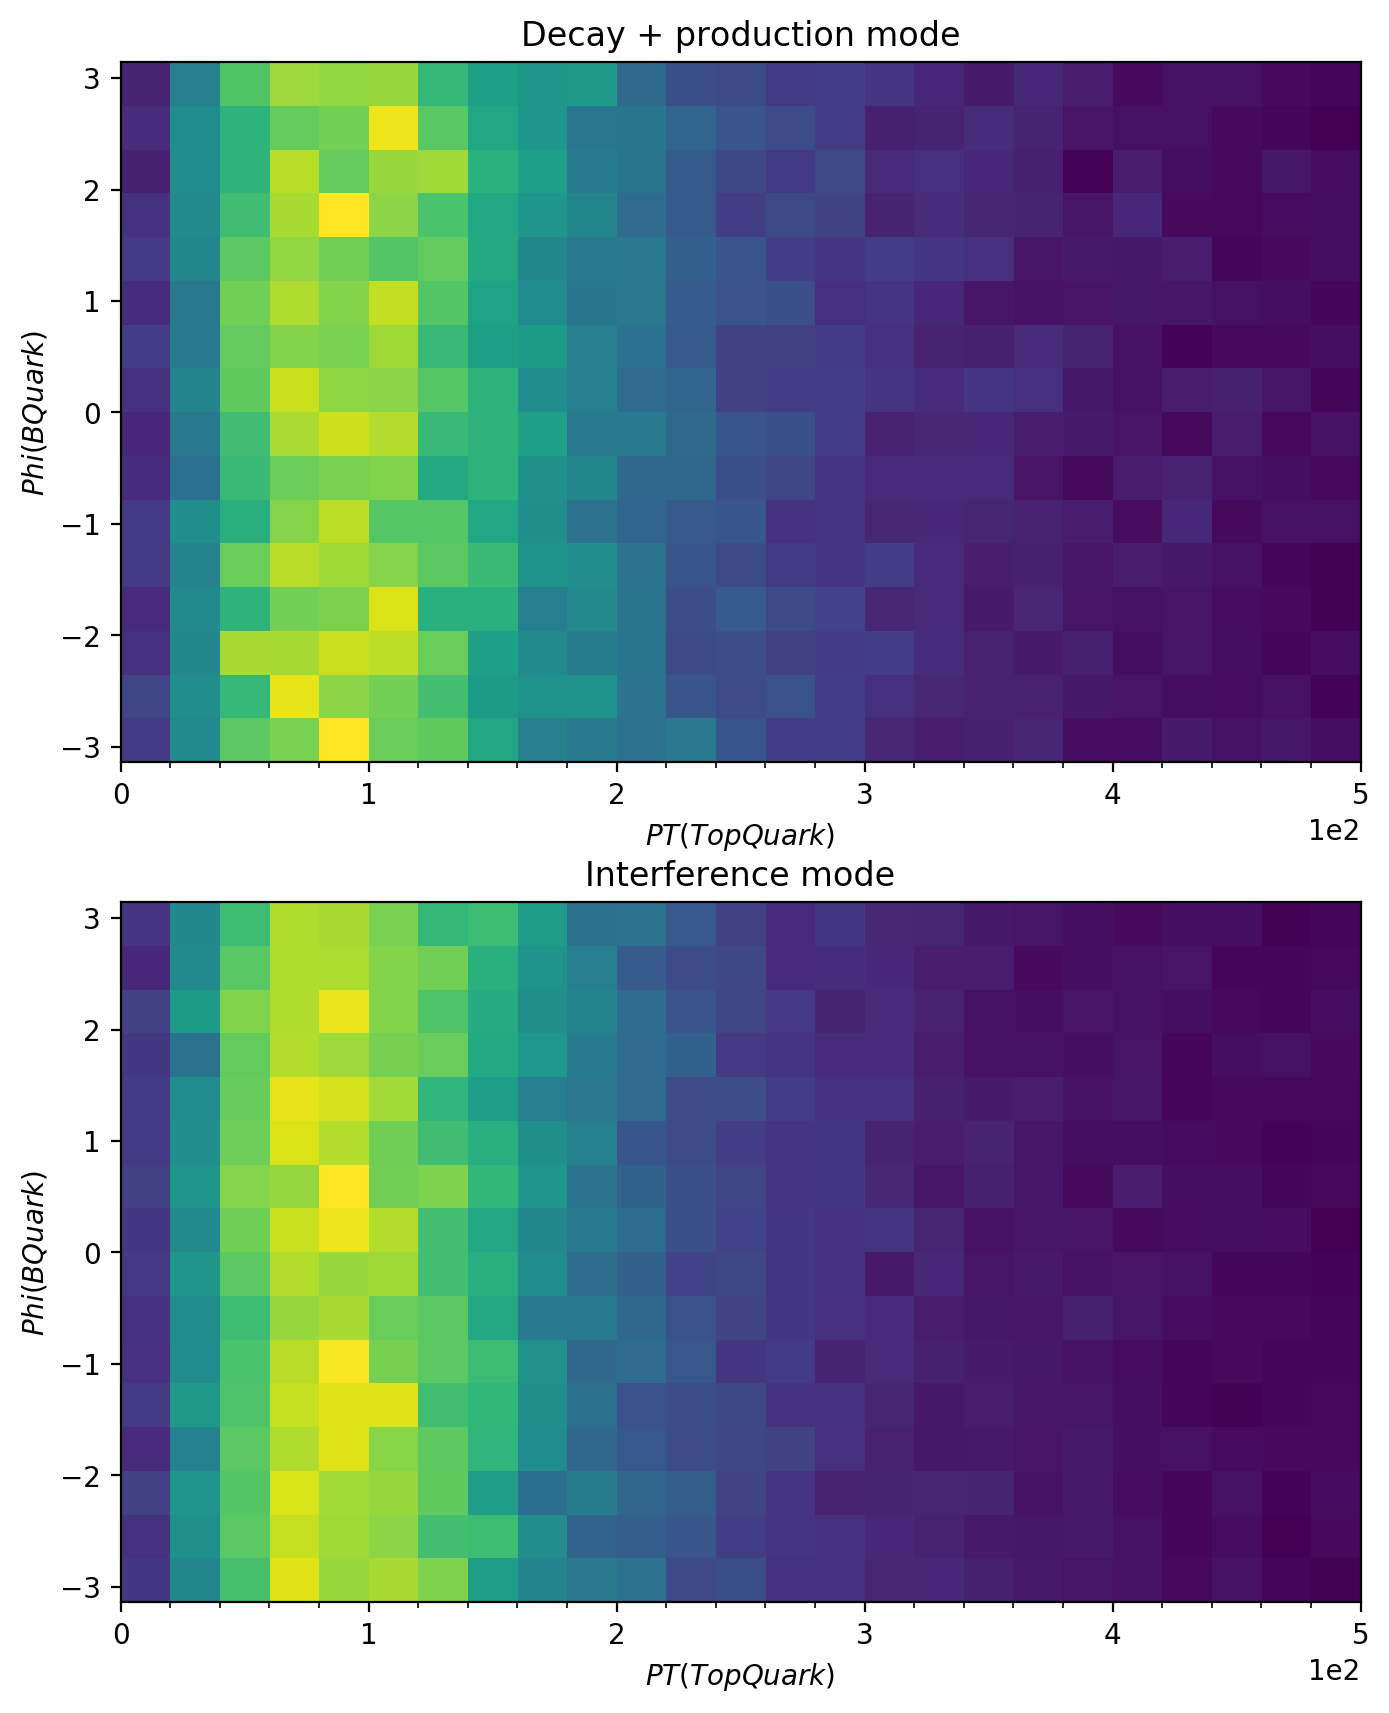 Decay + production mode
3
2
1
0
−1
−2
−3
Phi(BQuark)
0 1 2 3 4 5
1e2
PT(TopQuark)
Interference mode
3
2
1
0
−1
−2
−3
Phi(BQuark)
0 1 2 3 4 5
1e2
PT(TopQuark)